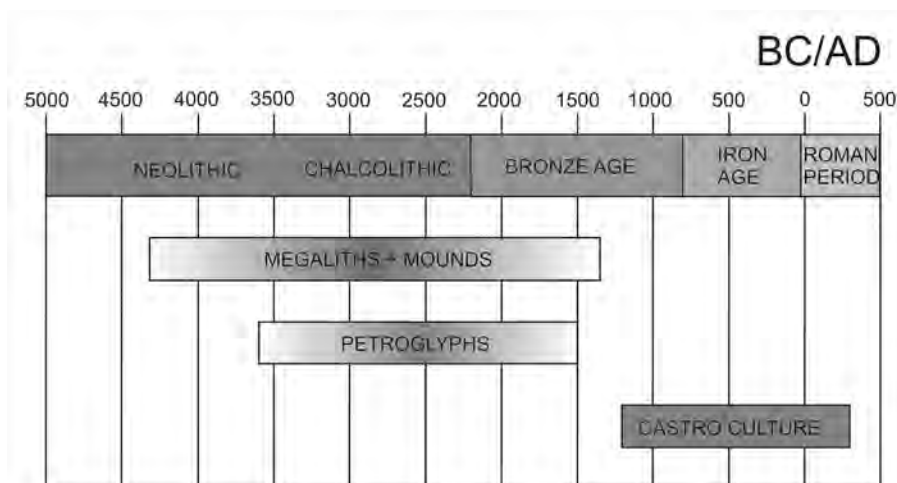 BC/AD
5000 4500 4000 3500 3000 2500 2000 1500 1000 500 0 500
NEOLITHIC CHALCOLITHIC BRONZE AGE IRON AGE ROMAN PERIOD
MEGALITHS + MOUNDS
PETROGLYPHS
CASTRO CULTURE